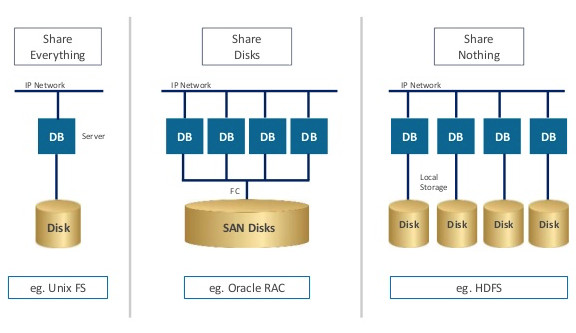 Share
Everything
IP Network
DB
Server
Disk
eg. Unix FS
Share
Disks
IP Network
DB
DB
DB
DB
FC
SAN Disks
eg. Oracle RAC
Share
Nothing
IP Network
DB
DB
DB
DB
Local
Storage
Disk
Disk
Disk
Disk
eg. HDFS